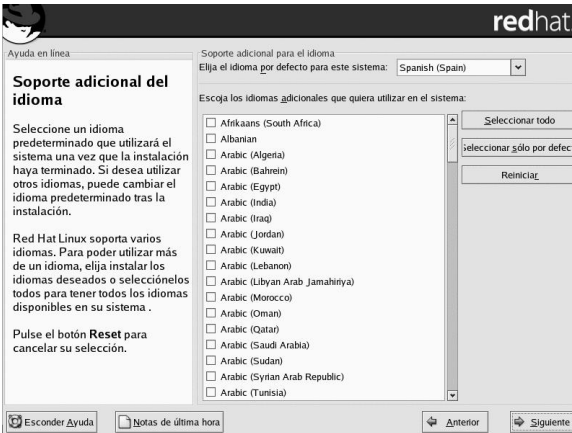 redhat
Ayuda en línea
Soporte adicional del
idioma
Seleccione un idioma
predeterminado que utilizará el
sistema una vez que la instalación
haya terminado. Si desea utilizar
otros idiomas, puede cambiar el
idioma predeterminado tras la
instalación.
Red Hat Linux soporta varios
idiomas. Para poder utilizar más
de un idioma, elija instalar los
idiomas deseados o selecciónelos
todos para tener todos los idiomas
disponibles en su sistema .
Pulse el botón Reset para
cancelar su selección.
Soporte adicional para el idioma
Elija el idioma por defecto para este sistema: Spanish (Spain)
Escoja los idiomas adicionales que quiera utilizar en el sistema:
Afrikaans (South Africa)
Albanian
Arabic (Algeria)
Arabic (Bahrein)
Arabic (Egypt)
Arabic (India)
Arabic (Iraq)
Arabic (Jordan)
Arabic (Kuwait)
Arabic (Lebanon)
Arabic (Libyan Arab Jamahiriya)
Arabic (Morocco)
Arabic (Oman)
Arabic (Qatar)
Arabic (Saudi Arabia)
Arabic (Sudan)
Arabic (Syrian Arab Republic)
Arabic (Tunisia)
Seleccionar todo
eleccionar sólo por defec
Reiniciar
Esconder Ayuda
Notas de última hora
Anterior
Siguiente